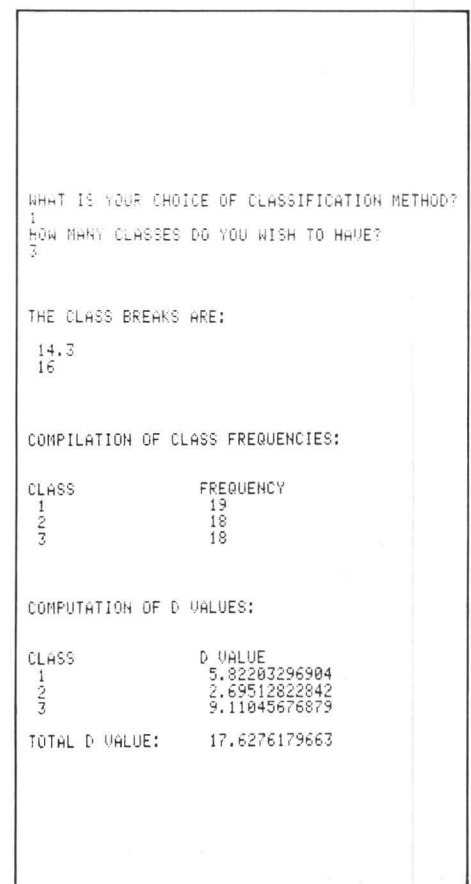 WHAT IS YOUR CHOICE OF CLASSIFICATION METHOD?
1
HOW MANY CLASSES DO YOU WISH TO HAVE?
3
THE CLASS BREAKS ARE:
14.3
16
COMPILATION OF CLASS FREQUENCIES:
CLASS FREQUENCY
1 19
2 18
3 18
COMPUTATION OF D VALUES:
CLASS D VALUE
1 5.82203296904
2 2.69512822842
3 9.11045676879
TOTAL D VALUE: 17.6276179663